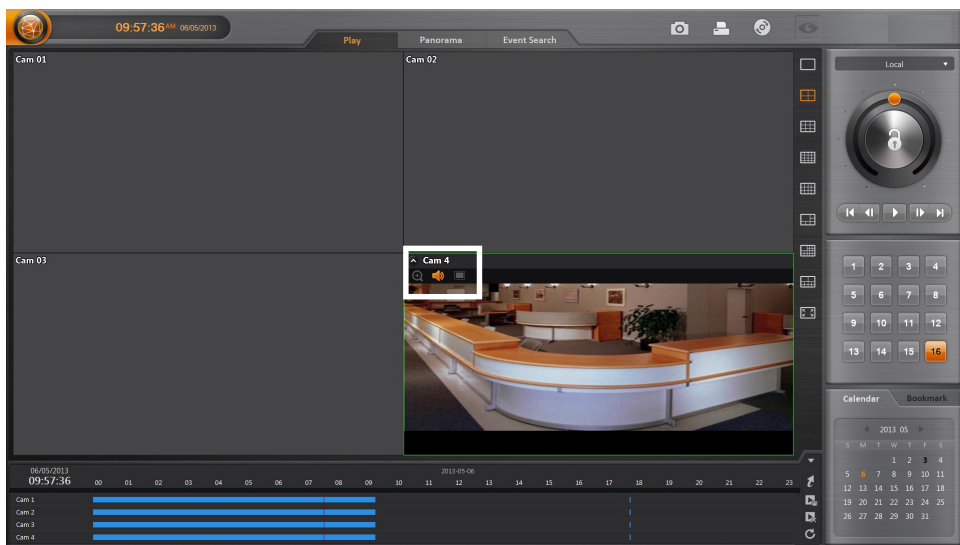 09:57:36 AM 06/05/2013
Play Panorama Event Search
Cam 01
Cam 02
Local
Cam 03
Cam 4
1 2 3 4
5 6 7 8
9 10 11 12
13 14 15 16
Calendar Bookmark
2013 05
S M T W T F S
1 2 3 4
5 6 7 8 9 10 11
12 13 14 15 16 17 18
19 20 21 22 23 24 25
26 27 28 29 30 31
06/05/2013
2013-05-06
09:57:36
00 01 02 03 04 05 06 07 08 09 10 11 12 13 14 15 16 17 18 19 20 21 22 23
Cam 1
Cam 2
Cam 3
Cam 4